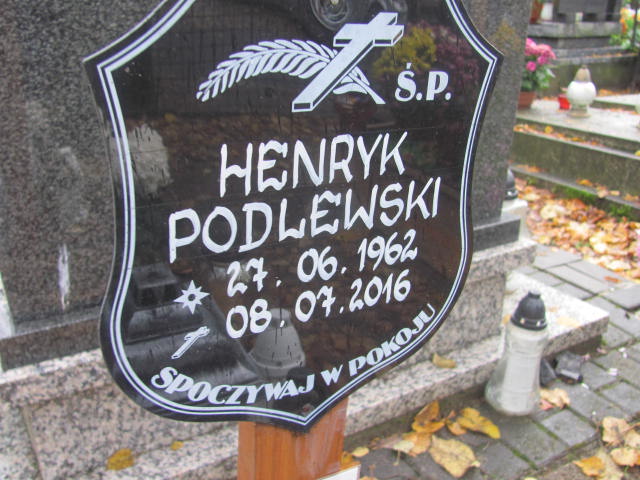 Ś.P.
HENRYK
PODLEWSKI
27. 06. 1962
08. 07. 2016
SPOCZYWAJ W POKOJU